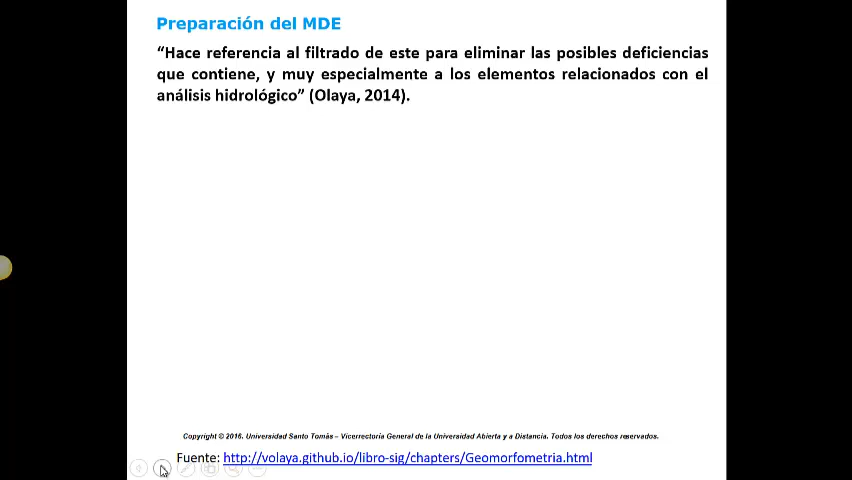 Preparación del MDE
“Hace referencia al filtrado de este para eliminar las posibles deficiencias
que contiene, y muy especialmente a los elementos relacionados con el
análisis hidrológico” (Olaya, 2014).
Copyright © 2016. Universidad Santo Tomás – Vicerrectoría General de la Universidad Abierta y a Distancia. Todos los derechos reservados.
Fuente: http://volaya.github.io/libro-sig/chapters/Geomorfometria.html